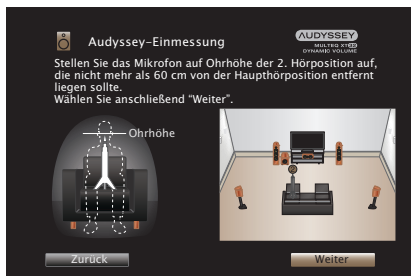 Audyssey-Einmessung
AUDYSSEY
MULTEQ XT32
DYNAMIC VOLUME
Stellen Sie das Mikrofon auf Ohrhöhe der 2. Hörposition auf,
die nicht mehr als 60 cm von der Haupthörposition entfernt
liegen sollte.
Wählen Sie anschließend “Weiter”.
Ohrhöhe
Zurück
Weiter